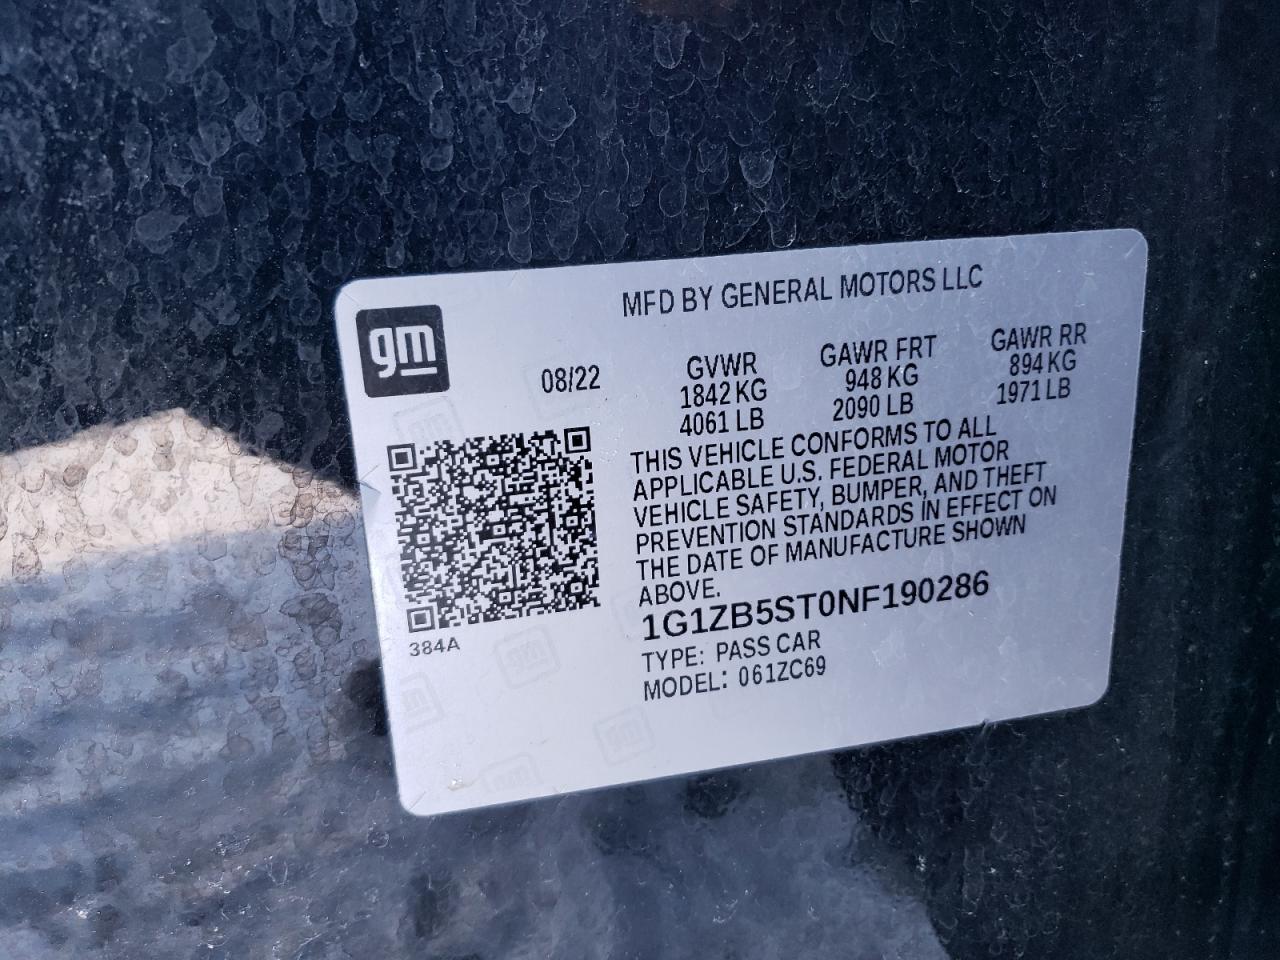 MFD BY GENERAL MOTORS LLC
gm
08/22
GVWR GAWR FRT GAWR RR
1842 KG 948 KG 894 KG
4061 LB 2090 LB 1971 LB
THIS VEHICLE CONFORMS TO ALL
APPLICABLE U.S. FEDERAL MOTOR
VEHICLE SAFETY, BUMPER, AND THEFT
PREVENTION STANDARDS IN EFFECT ON
THE DATE OF MANUFACTURE SHOWN
ABOVE.
1G1ZB5ST0NF190286
384A
TYPE: PASS CAR
MODEL: 061ZC69